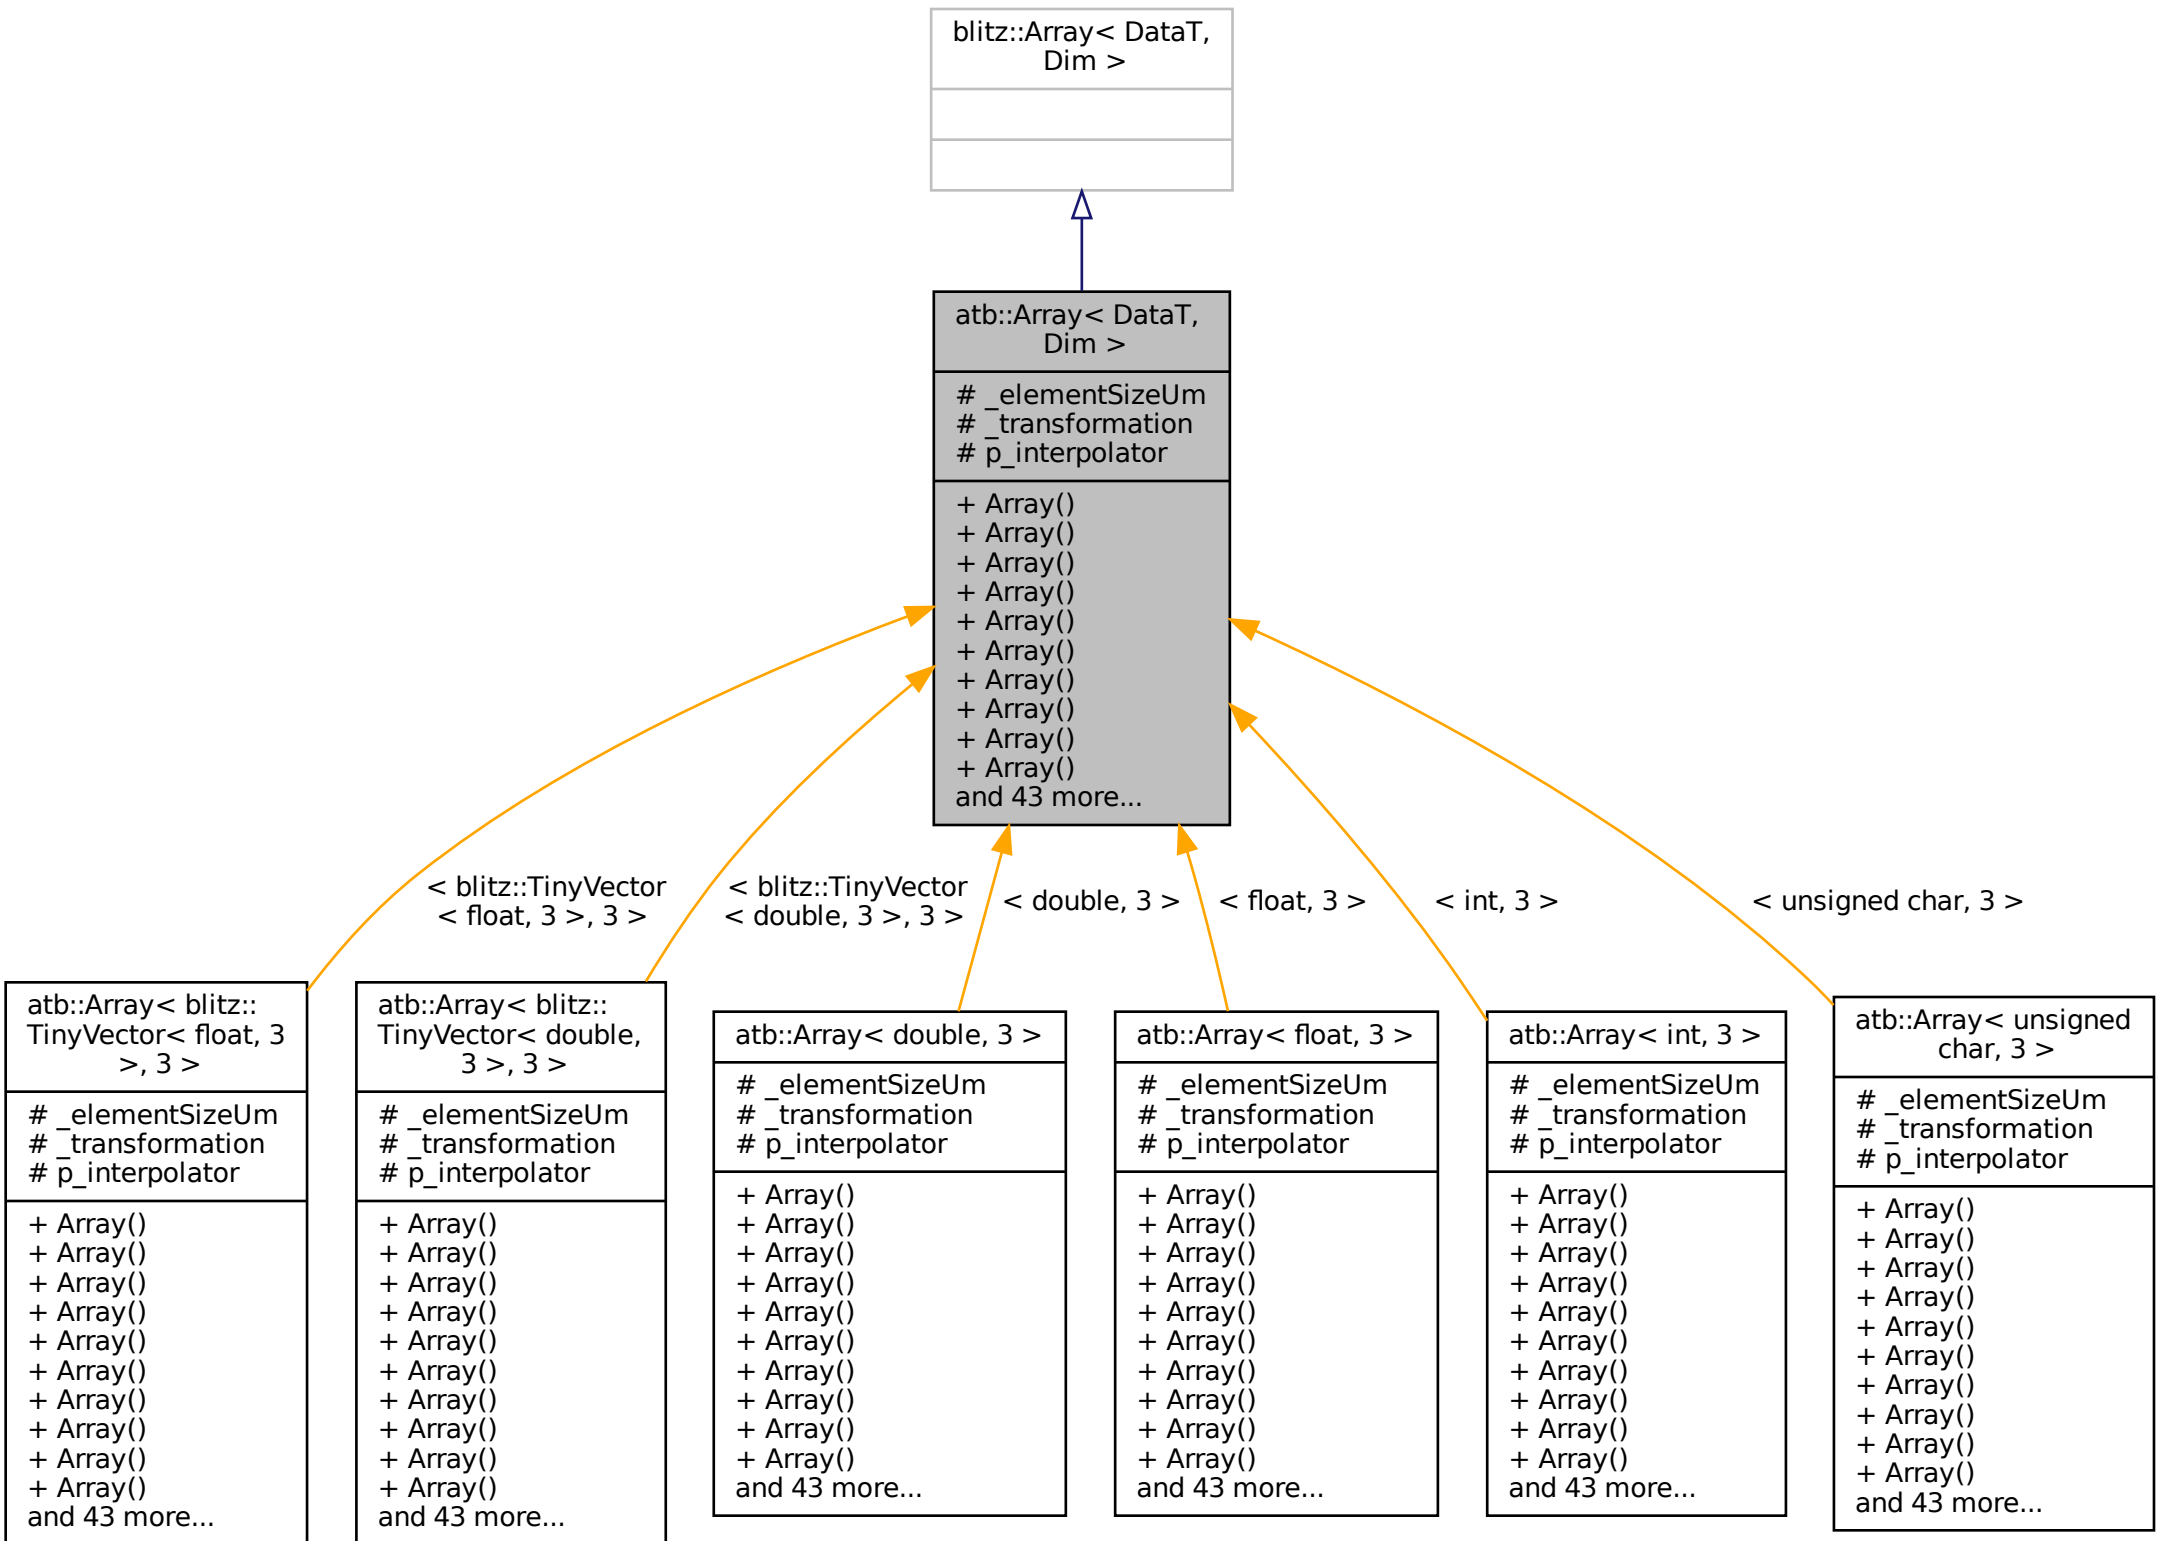 blitz::Array< DataT,
Dim >
atb::Array< DataT,
Dim >
# _elementSizeUm
# _transformation
# p_interpolator
+ Array()
+ Array()
+ Array()
+ Array()
+ Array()
+ Array()
+ Array()
+ Array()
+ Array()
+ Array()
and 43 more...
< blitz::TinyVector
< float, 3 >, 3 >
< blitz::TinyVector
< double, 3 >, 3 >
< double, 3 >
< float, 3 >
< int, 3 >
< unsigned char, 3 >
atb::Array< blitz::
TinyVector< float, 3
>, 3 >
# _elementSizeUm
# _transformation
# p_interpolator
+ Array()
+ Array()
+ Array()
+ Array()
+ Array()
+ Array()
+ Array()
+ Array()
+ Array()
+ Array()
and 43 more...
atb::Array< blitz::
TinyVector< double,
3 >, 3 >
# _elementSizeUm
# _transformation
# p_interpolator
+ Array()
+ Array()
+ Array()
+ Array()
+ Array()
+ Array()
+ Array()
+ Array()
+ Array()
+ Array()
and 43 more...
atb::Array< double, 3 >
# _elementSizeUm
# _transformation
# p_interpolator
+ Array()
+ Array()
+ Array()
+ Array()
+ Array()
+ Array()
+ Array()
+ Array()
+ Array()
+ Array()
and 43 more...
atb::Array< float, 3 >
# _elementSizeUm
# _transformation
# p_interpolator
+ Array()
+ Array()
+ Array()
+ Array()
+ Array()
+ Array()
+ Array()
+ Array()
+ Array()
+ Array()
and 43 more...
atb::Array< int, 3 >
# _elementSizeUm
# _transformation
# p_interpolator
+ Array()
+ Array()
+ Array()
+ Array()
+ Array()
+ Array()
+ Array()
+ Array()
+ Array()
+ Array()
and 43 more...
atb::Array< unsigned
char, 3 >
# _elementSizeUm
# _transformation
# p_interpolator
+ Array()
+ Array()
+ Array()
+ Array()
+ Array()
+ Array()
+ Array()
+ Array()
+ Array()
+ Array()
and 43 more...